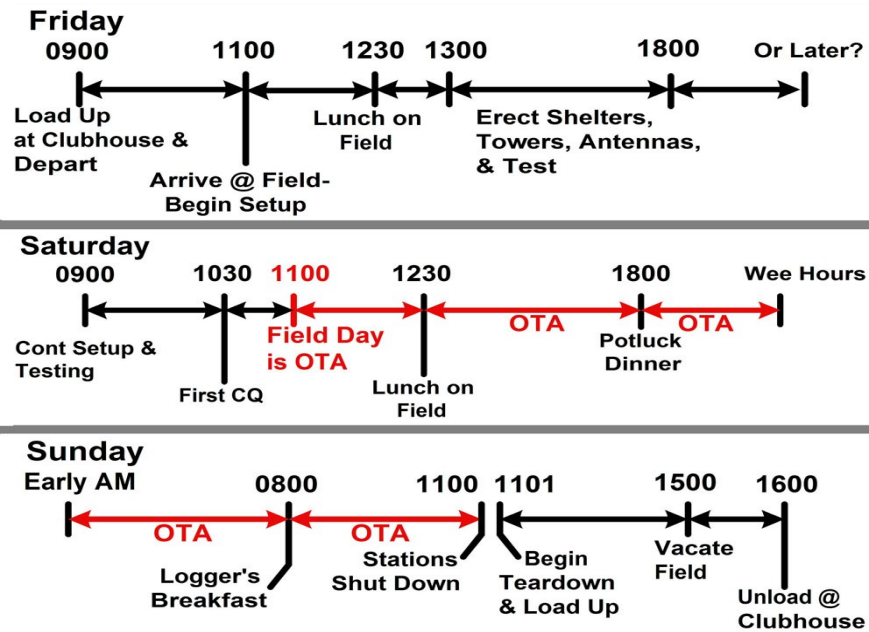 Friday
0900 1100 1230 1300 1800 Or Later?
Load Up
at Clubhouse &
Depart
Arrive @ Field-
Begin Setup
Lunch on
Field
Erect Shelters,
Towers, Antennas,
& Test
Saturday
0900 1030 1100 1230 1800 Wee Hours
Cont Setup &
Testing
First CQ
Field Day
is OTA
Lunch on
Field
OTA
Potluck
Dinner
OTA
Sunday
Early AM 0800 1100 1101 1500 1600
OTA
Logger's
Breakfast
OTA
Stations
Shut Down
Begin
Teardown
& Load Up
Vacate
Field
Unload @
Clubhouse